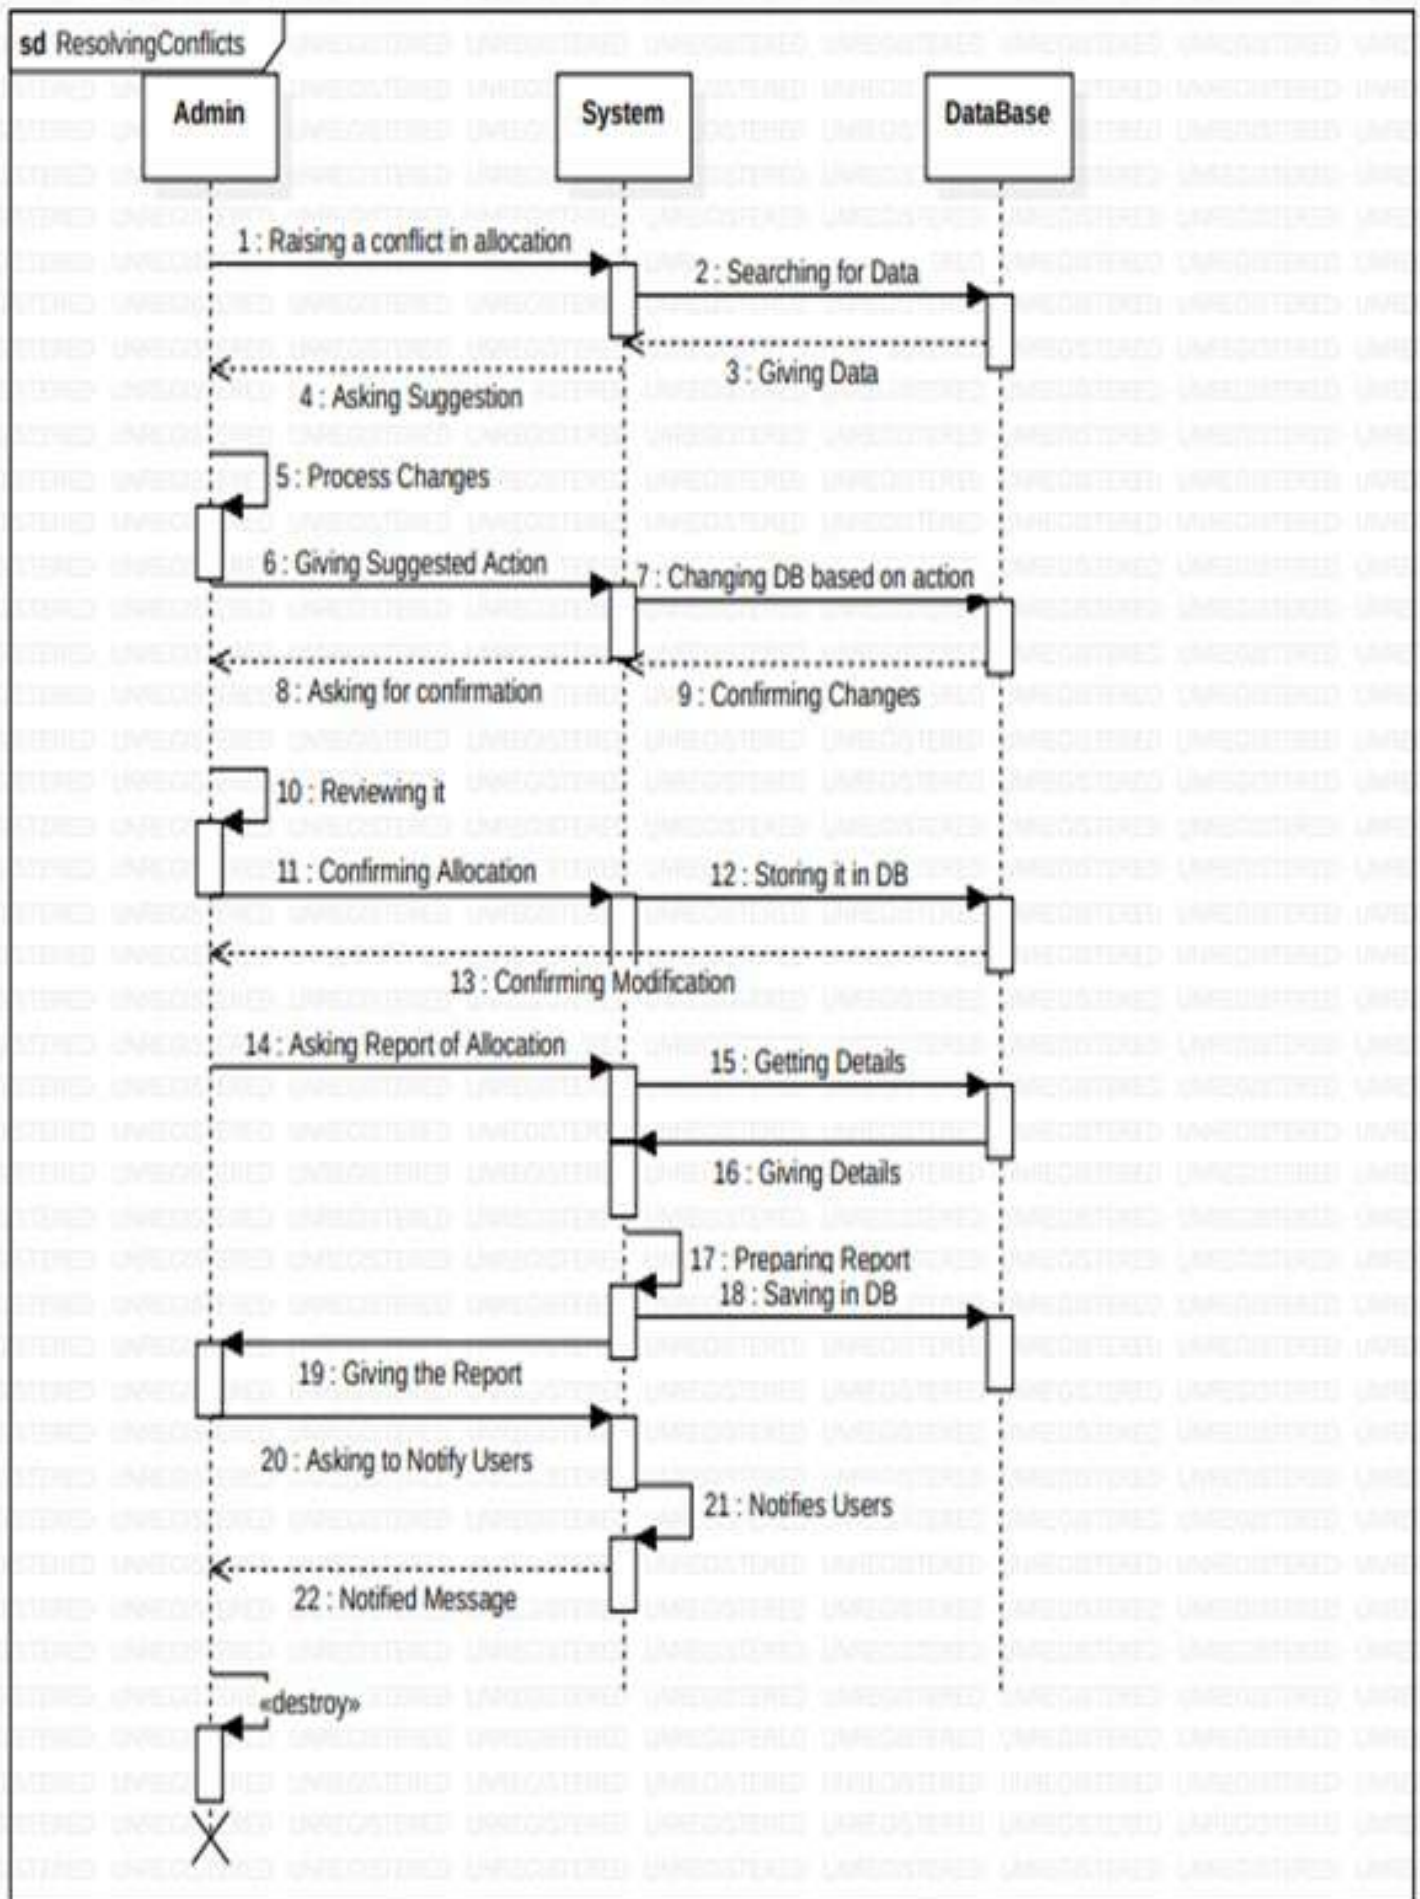 sd ResolvingConflicts
Admin
System
DataBase
1 : Raising a conflict in allocation
2 : Searching for Data
3 : Giving Data
4 : Asking Suggestion
5 : Process Changes
6 : Giving Suggested Action
7 : Changing DB based on action
8 : Asking for confirmation
9 : Confirming Changes
10 : Reviewing it
11 : Confirming Allocation
12 : Storing it in DB
13 : Confirming Modification
14 : Asking Report of Allocation
15 : Getting Details
16 : Giving Details
17 : Preparing Report
18 : Saving in DB
19 : Giving the Report
20 : Asking to Notify Users
21 : Notifies Users
22 : Notified Message
«destroy»